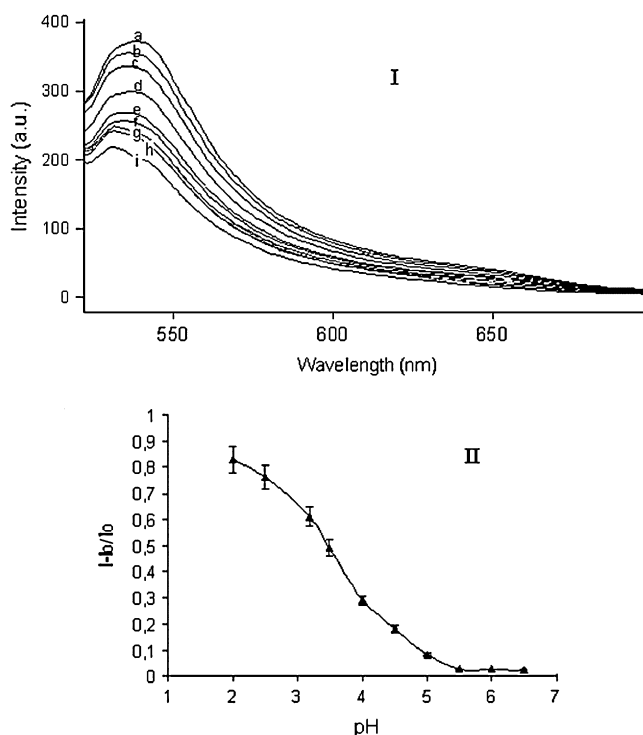 400
300
200
100
0
Intensity (a.u.)
a
b
c
d
e
f
g
h
i
I
550
600
650
Wavelength (nm)
1
0,9
0,8
0,7
0,6
0,5
0,4
0,3
0,2
0,1
0
I-Io/Io
II
1 2 3 4 5 6 7
pH